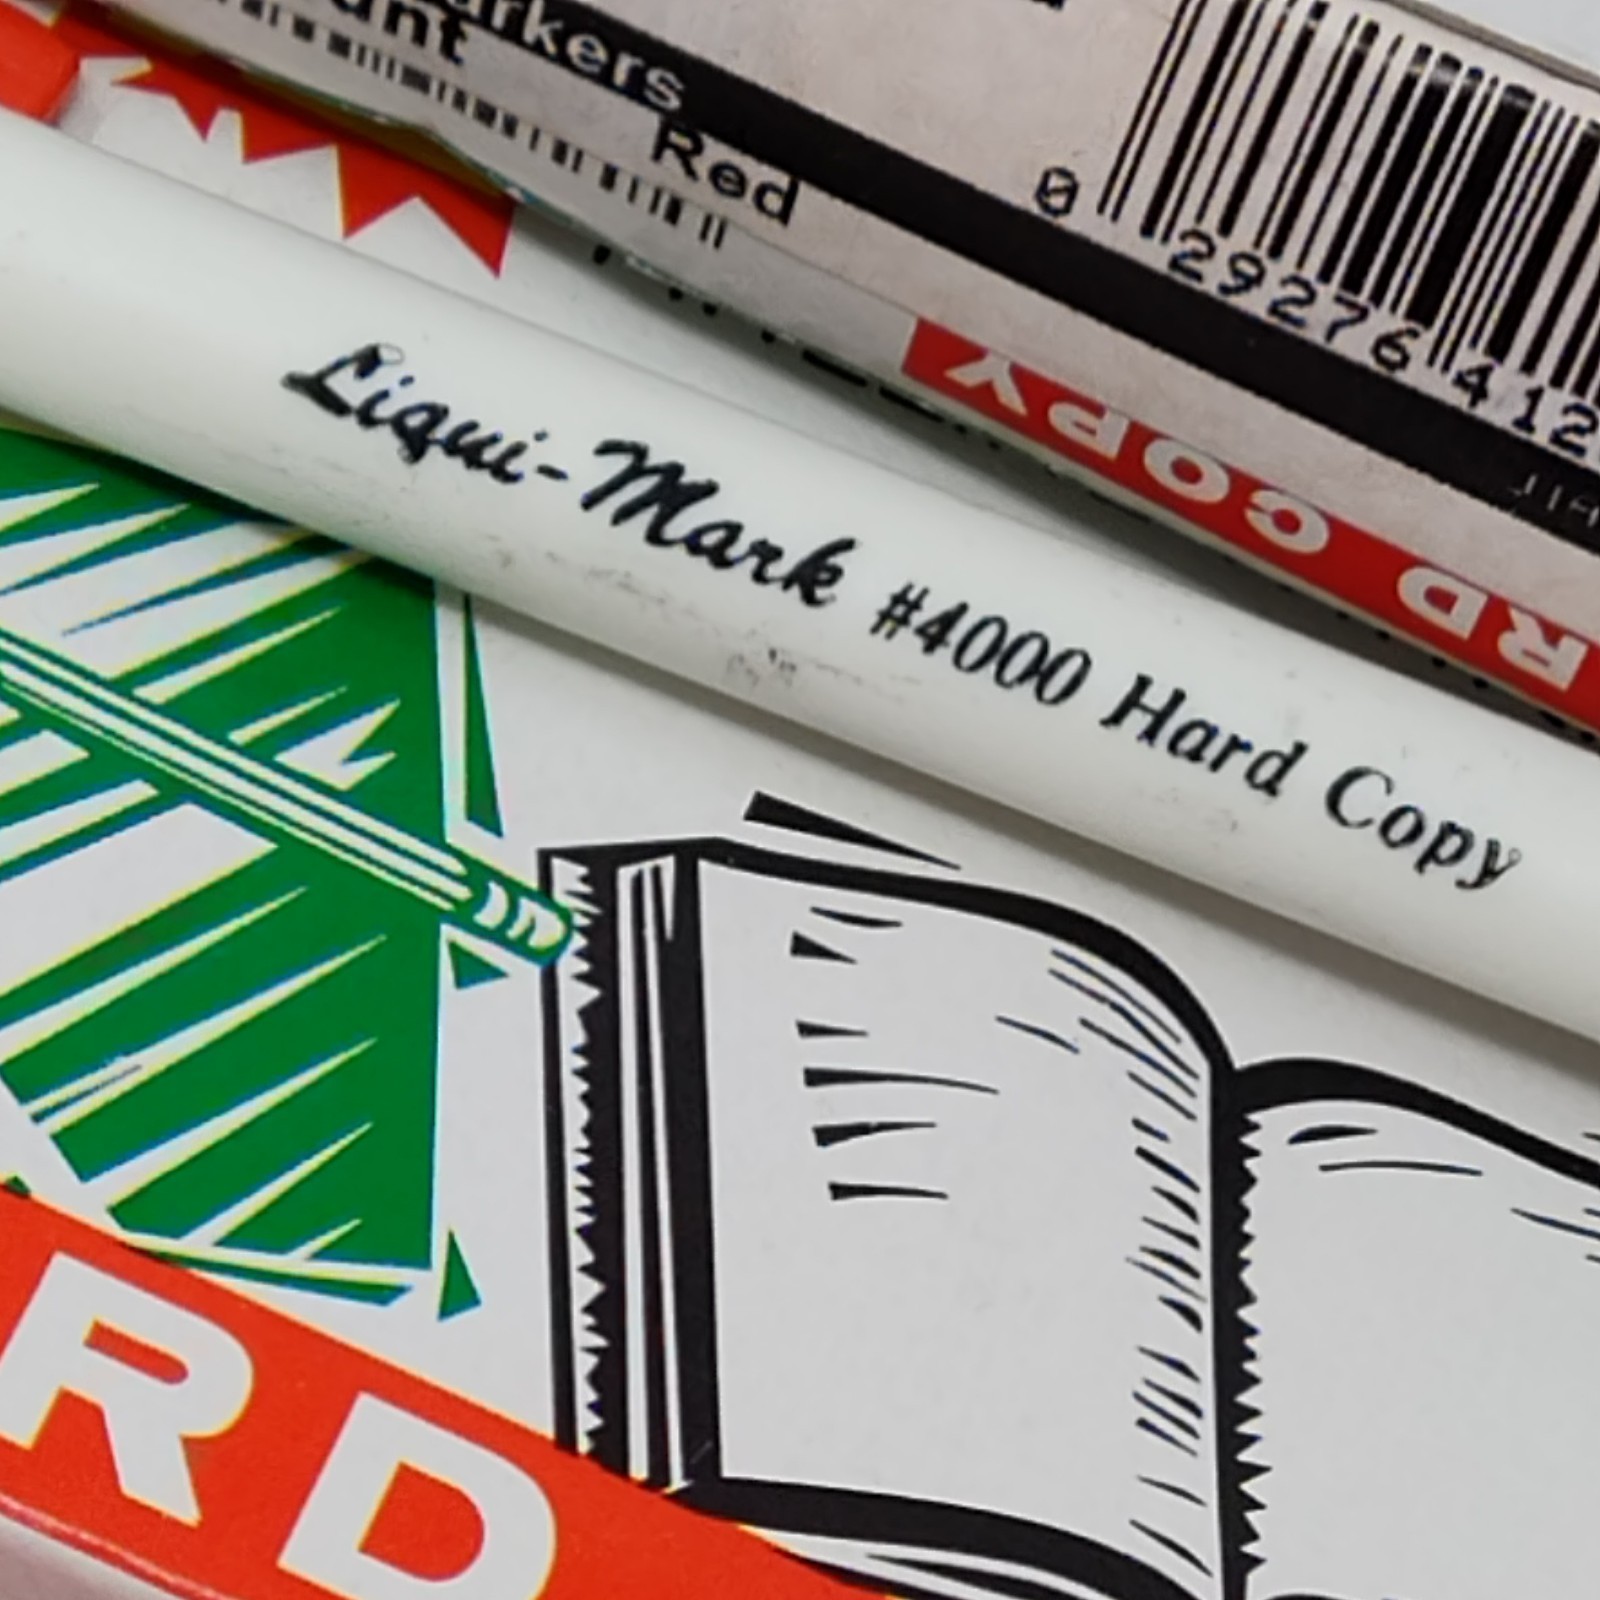 Red
0 29276 412
Liqui-Mark #4000 Hard Copy
RD COPY
RD